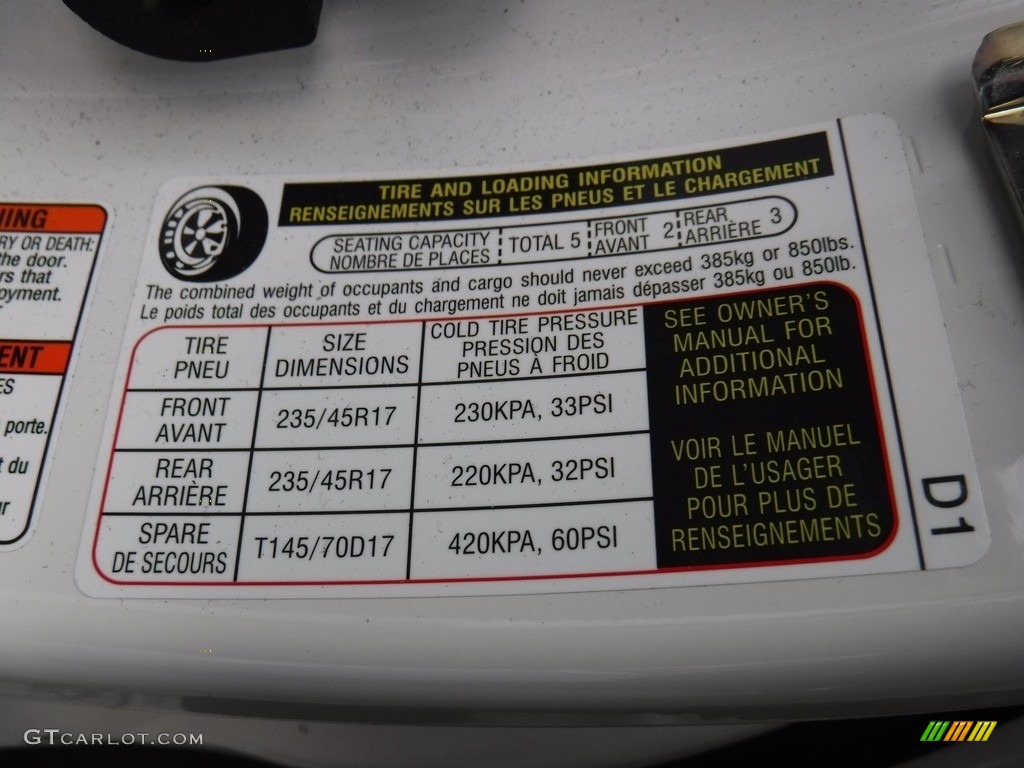 TIRE AND LOADING INFORMATION
RENSEIGNEMENTS SUR LES PNEUS ET LE CHARGEMENT
SEATING CAPACITY
NOMBRE DE PLACES
TOTAL 5
FRONT
AVANT 2
REAR
ARRIÈRE 3
The combined weight of occupants and cargo should never exceed 385kg or 850lbs.
Le poids total des occupants et du chargement ne doit jamais dépasser 385kg ou 850lb.
TIRE
PNEU
SIZE
DIMENSIONS
COLD TIRE PRESSURE
PRESSION DES
PNEUS À FROID
FRONT
AVANT
235/45R17
230KPA, 33PSI
REAR
ARRIÈRE
235/45R17
220KPA, 32PSI
SPARE
DE SECOURS
T145/70D17
420KPA, 60PSI
SEE OWNER'S
MANUAL FOR
ADDITIONAL
INFORMATION
VOIR LE MANUEL
DE L'USAGER
POUR PLUS DE
RENSEIGNEMENTS
D1
OR DEATH:
the door.
that
porte.
du
GTCARLOT.COM